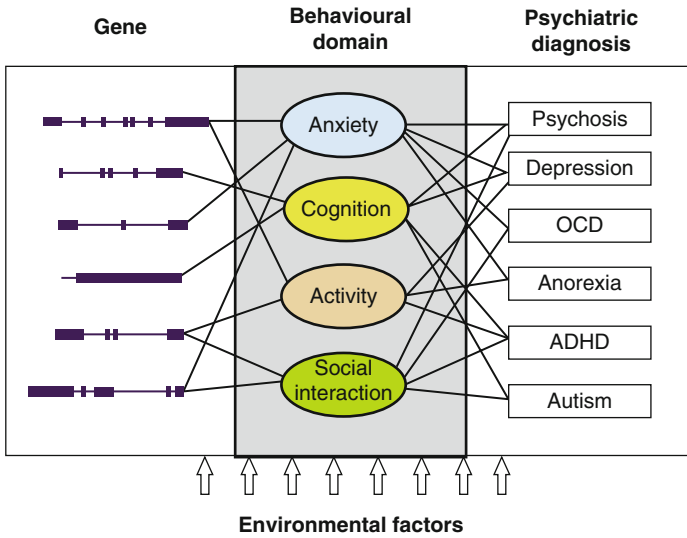 Gene
Behavioural
domain
Psychiatric
diagnosis
Anxiety
Cognition
Activity
Social
interaction
Psychosis
Depression
OCD
Anorexia
ADHD
Autism
Environmental factors